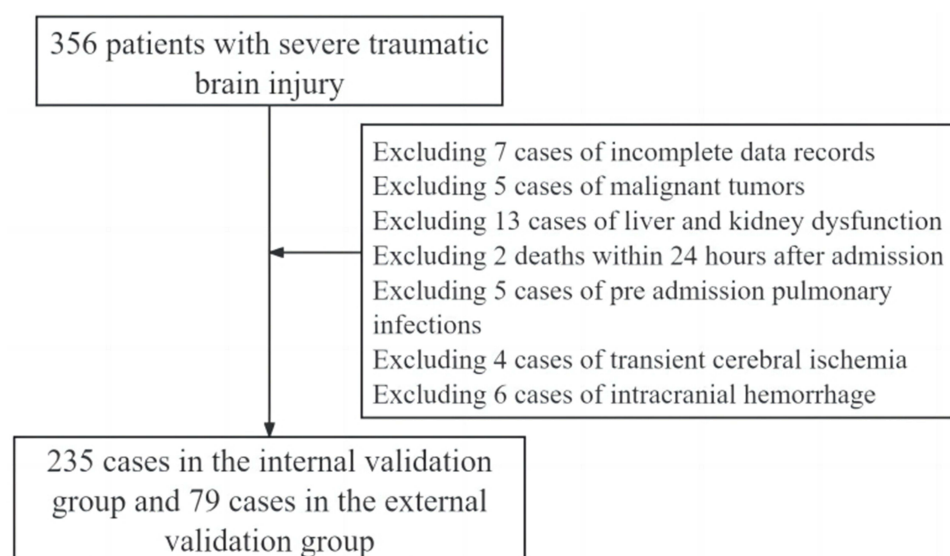 356 patients with severe traumatic
brain injury
Excluding 7 cases of incomplete data records
Excluding 5 cases of malignant tumors
Excluding 13 cases of liver and kidney dysfunction
Excluding 2 deaths within 24 hours after admission
Excluding 5 cases of pre admission pulmonary
infections
Excluding 4 cases of transient cerebral ischemia
Excluding 6 cases of intracranial hemorrhage
235 cases in the internal validation
group and 79 cases in the external
validation group